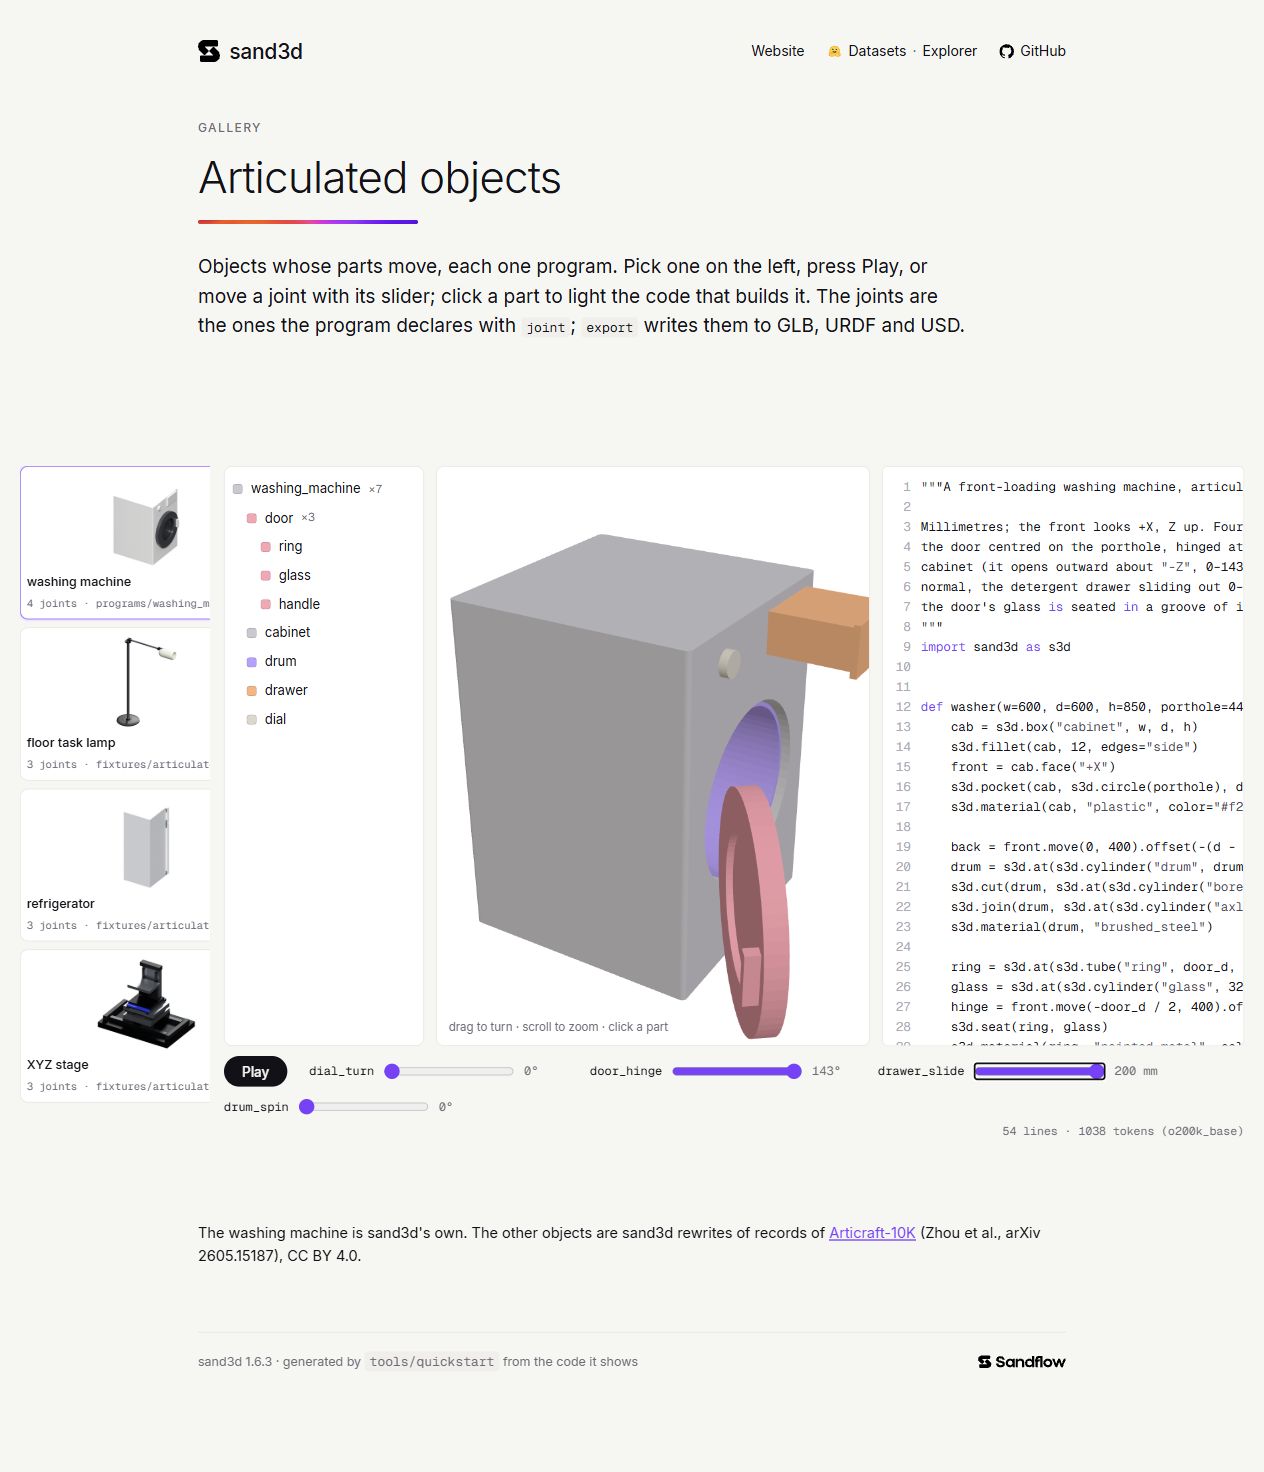 sand3d
Website
Datasets · Explorer
GitHub
GALLERY
Articulated objects
Objects whose parts move, each one program. Pick one on the left, press Play, or
move a joint with its slider; click a part to light the code that builds it. The joints are
the ones the program declares with joint; export writes them to GLB, URDF and USD.
washing machine
4 joints · programs/washing_m
floor task lamp
3 joints · fixtures/articulat
refrigerator
3 joints · fixtures/articulat
XYZ stage
3 joints · fixtures/articulat
washing_machine ×7
door ×3
ring
glass
handle
cabinet
drum
drawer
dial
drag to turn · scroll to zoom · click a part
1 """A front-loading washing machine, articul
2
3 Millimetres; the front looks +X, Z up. Four
4 the door centred on the porthole, hinged at
5 cabinet (it opens outward about "-Z", 0-143
6 normal, the detergent drawer sliding out 0-
7 the door's glass is seated in a groove of i
8 """
9 import sand3d as s3d
10
11
12 def washer(w=600, d=600, h=850, porthole=44
13 cab = s3d.box("cabinet", w, d, h)
14 s3d.fillet(cab, 12, edges="side")
15 front = cab.face("+X")
16 s3d.pocket(cab, s3d.circle(porthole), d
17 s3d.material(cab, "plastic", color="#f2
18
19 back = front.move(0, 400).offset(-(d -
20 drum = s3d.at(s3d.cylinder("drum", drum
21 s3d.cut(drum, s3d.at(s3d.cylinder("bore
22 s3d.join(drum, s3d.at(s3d.cylinder("axl
23 s3d.material(drum, "brushed_steel")
24
25 ring = s3d.at(s3d.tube("ring", door_d,
26 glass = s3d.at(s3d.cylinder("glass", 32
27 hinge = front.move(-door_d / 2, 400).of
28 s3d.seat(ring, glass)
Play
dial_turn 0°
door_hinge 143°
drawer_slide 200 mm
drum_spin 0°
54 lines · 1038 tokens (o200k_base)
The washing machine is sand3d's own. The other objects are sand3d rewrites of records of Articraft-10K (Zhou et al., arXiv
2605.15187), CC BY 4.0.
sand3d 1.6.3 · generated by tools/quickstart from the code it shows
Sandflow